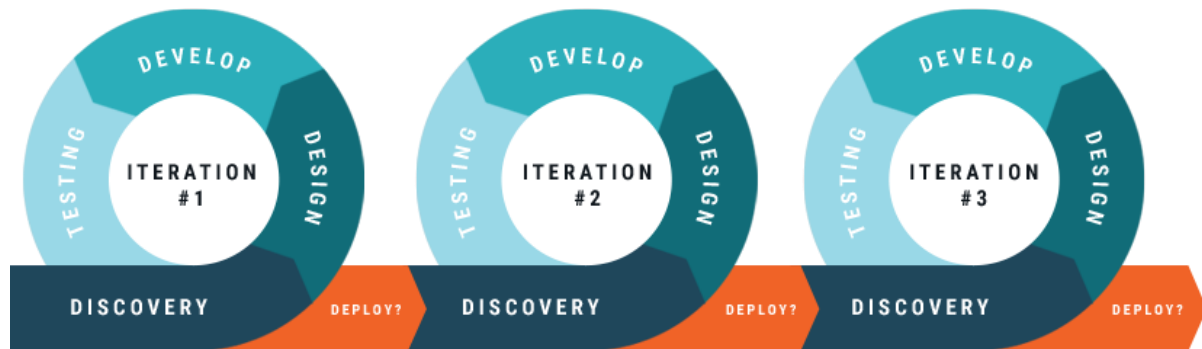 DEVELOP
TESTING
DESIGN
ITERATION
#1
DISCOVERY
DEPLOY?
DEVELOP
TESTING
DESIGN
ITERATION
#2
DISCOVERY
DEPLOY?
DEVELOP
TESTING
DESIGN
ITERATION
#3
DISCOVERY
DEPLOY?